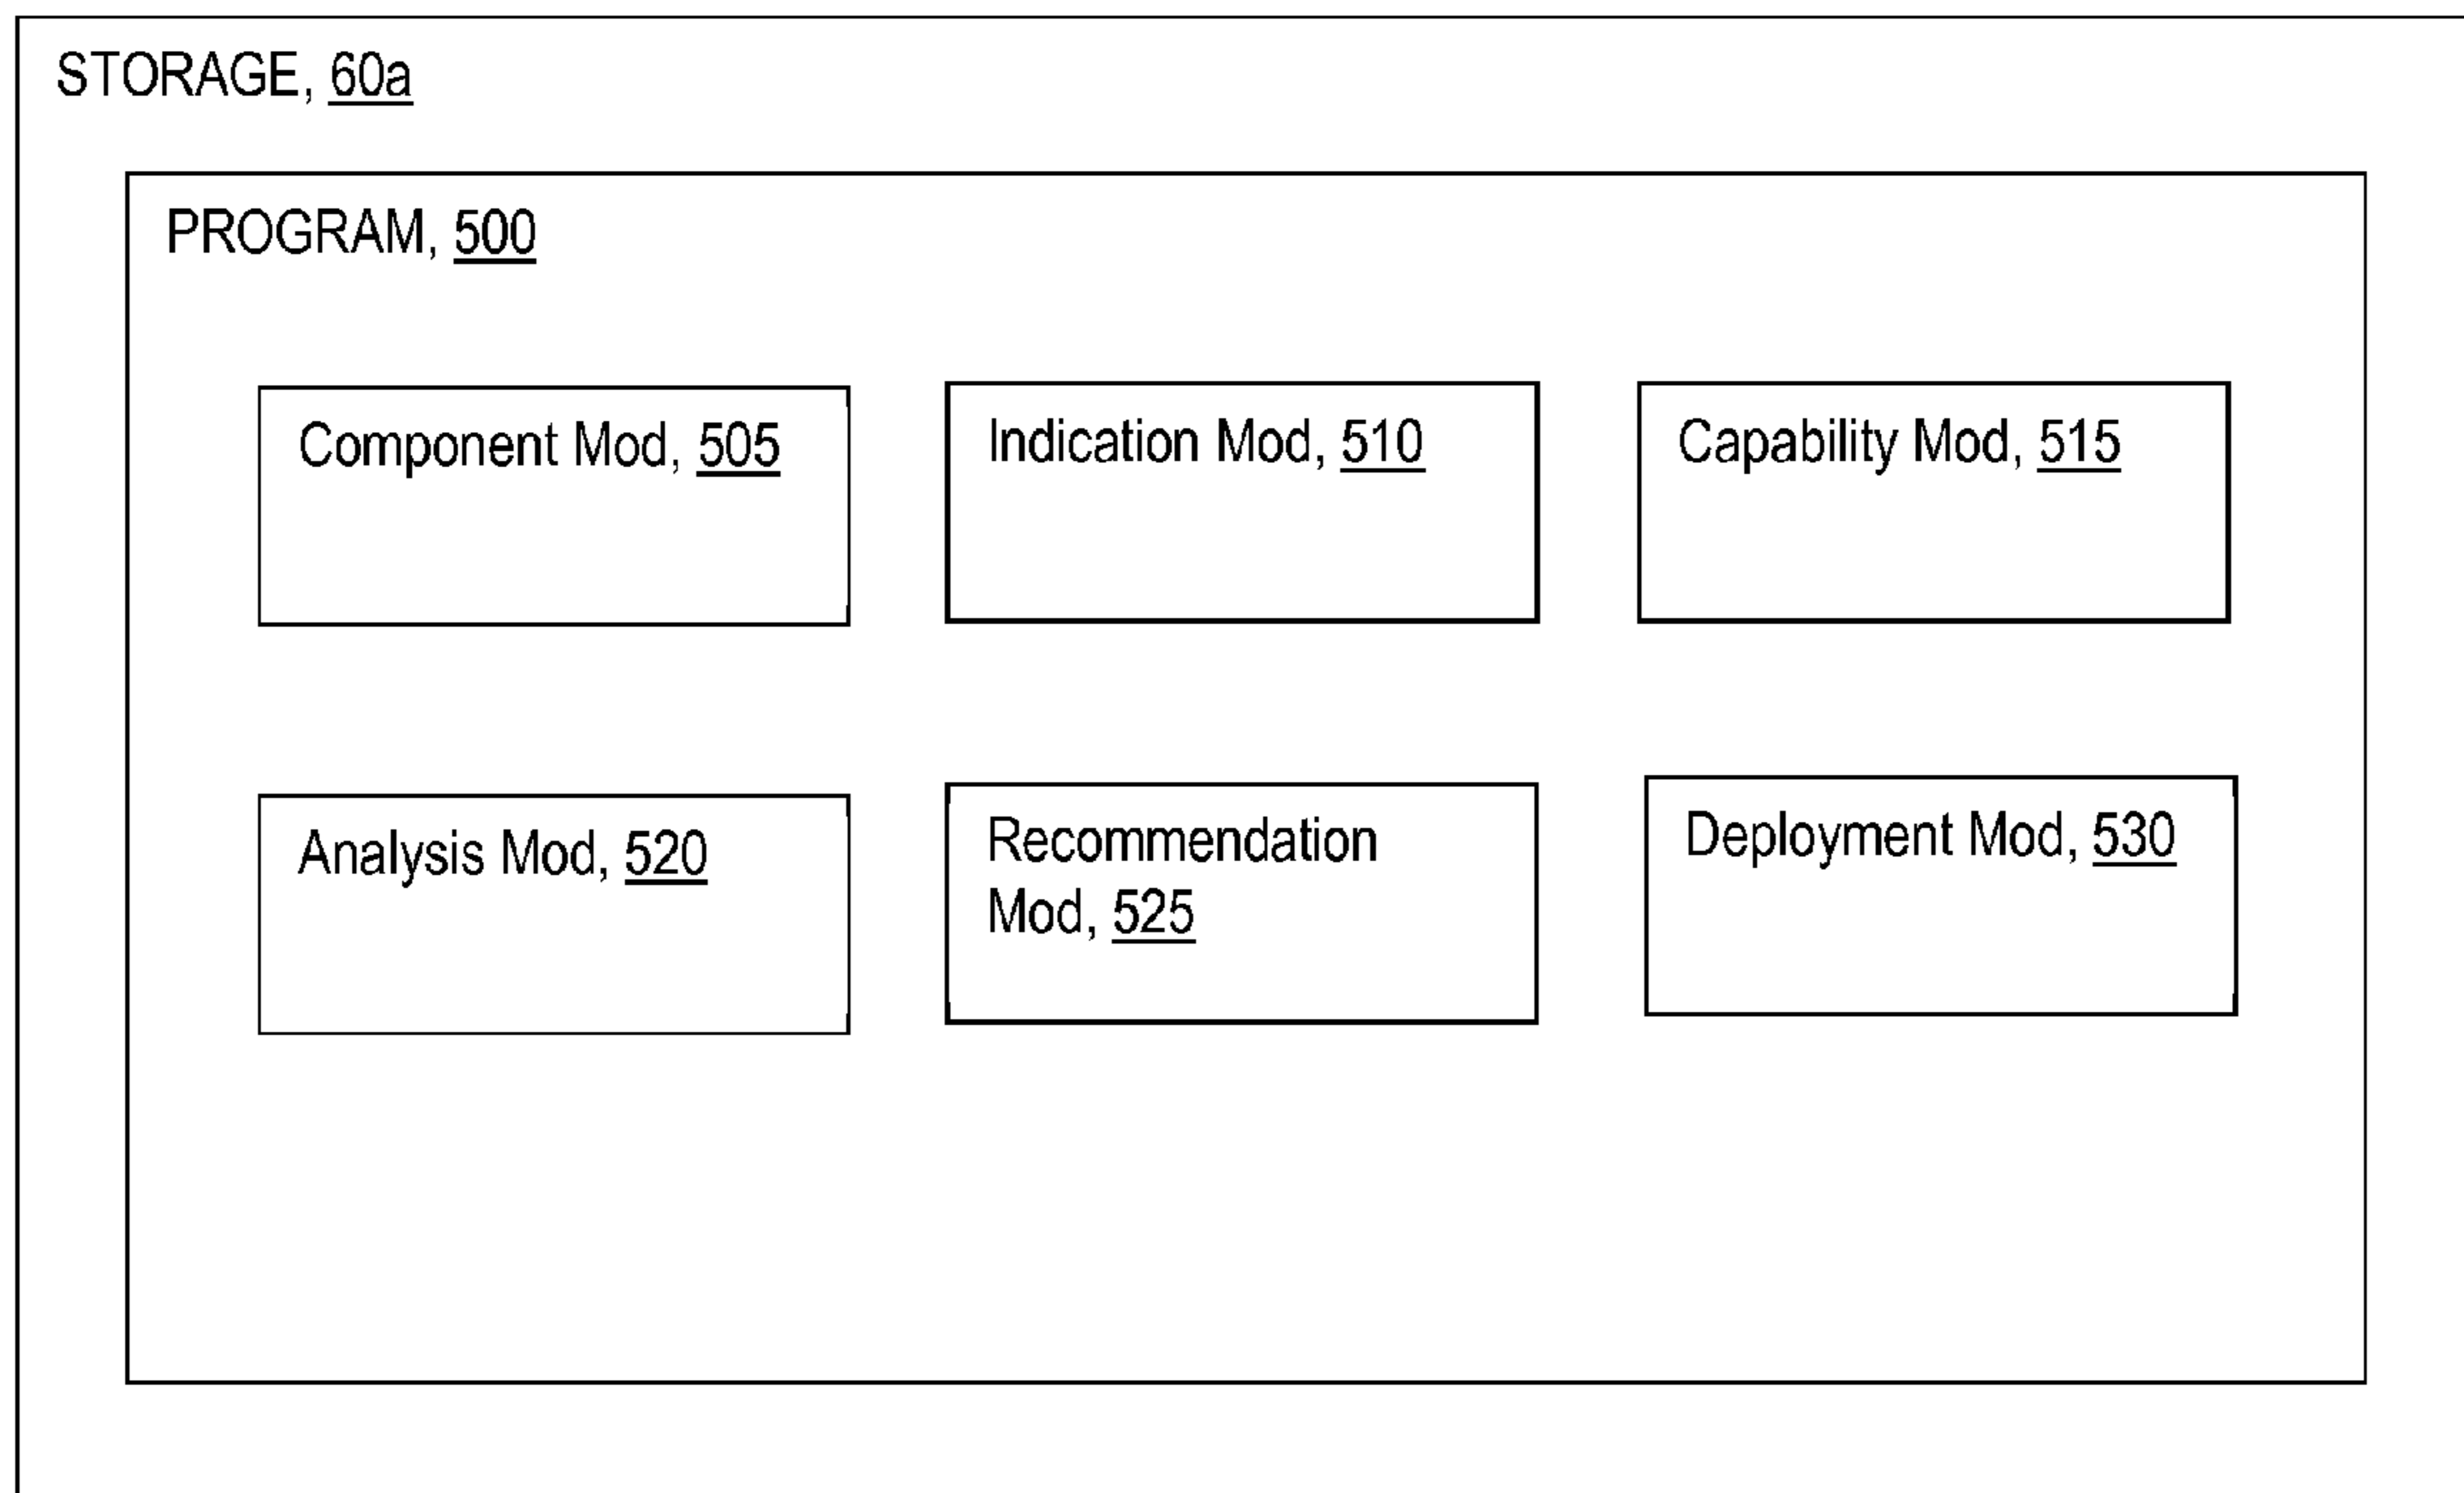 STORAGE, 60a
PROGRAM, 500
Component Mod, 505
Indication Mod, 510
Capability Mod, 515
Analysis Mod, 520
Recommendation
Mod, 525
Deployment Mod, 530